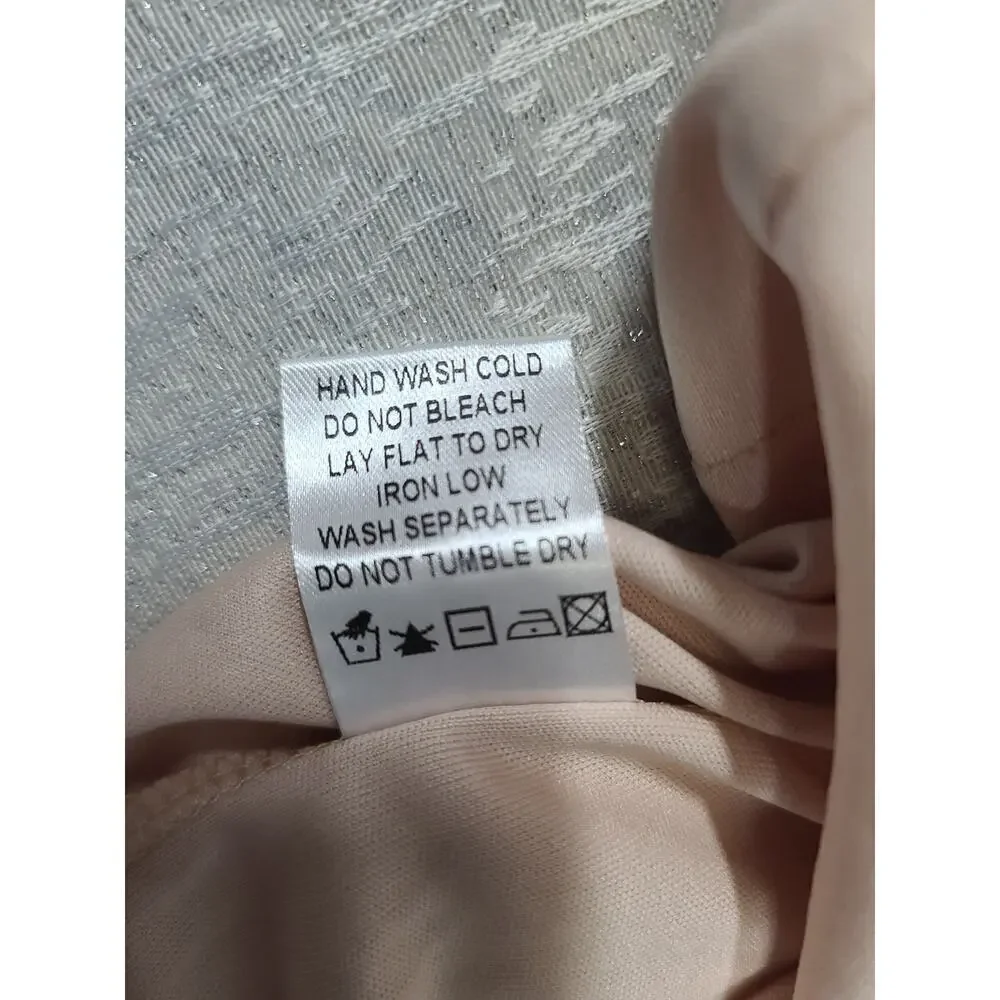 HAND WASH COLD
DO NOT BLEACH
LAY FLAT TO DRY
IRON LOW
WASH SEPARATELY
DO NOT TUMBLE DRY